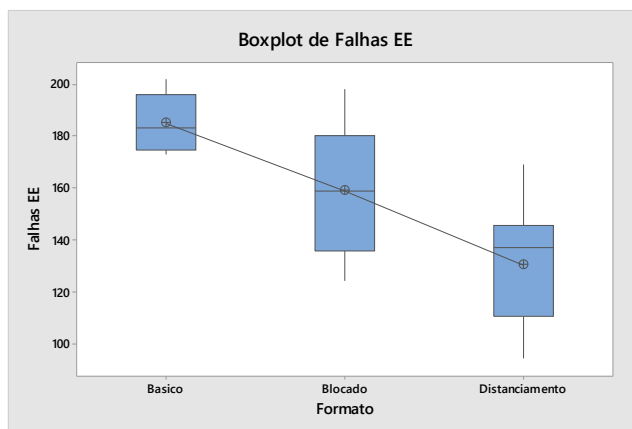 Boxplot de Falhas EE
200
180
160
140
120
100
Falhas EE
Basico
Blocado
Distanciamento
Formato